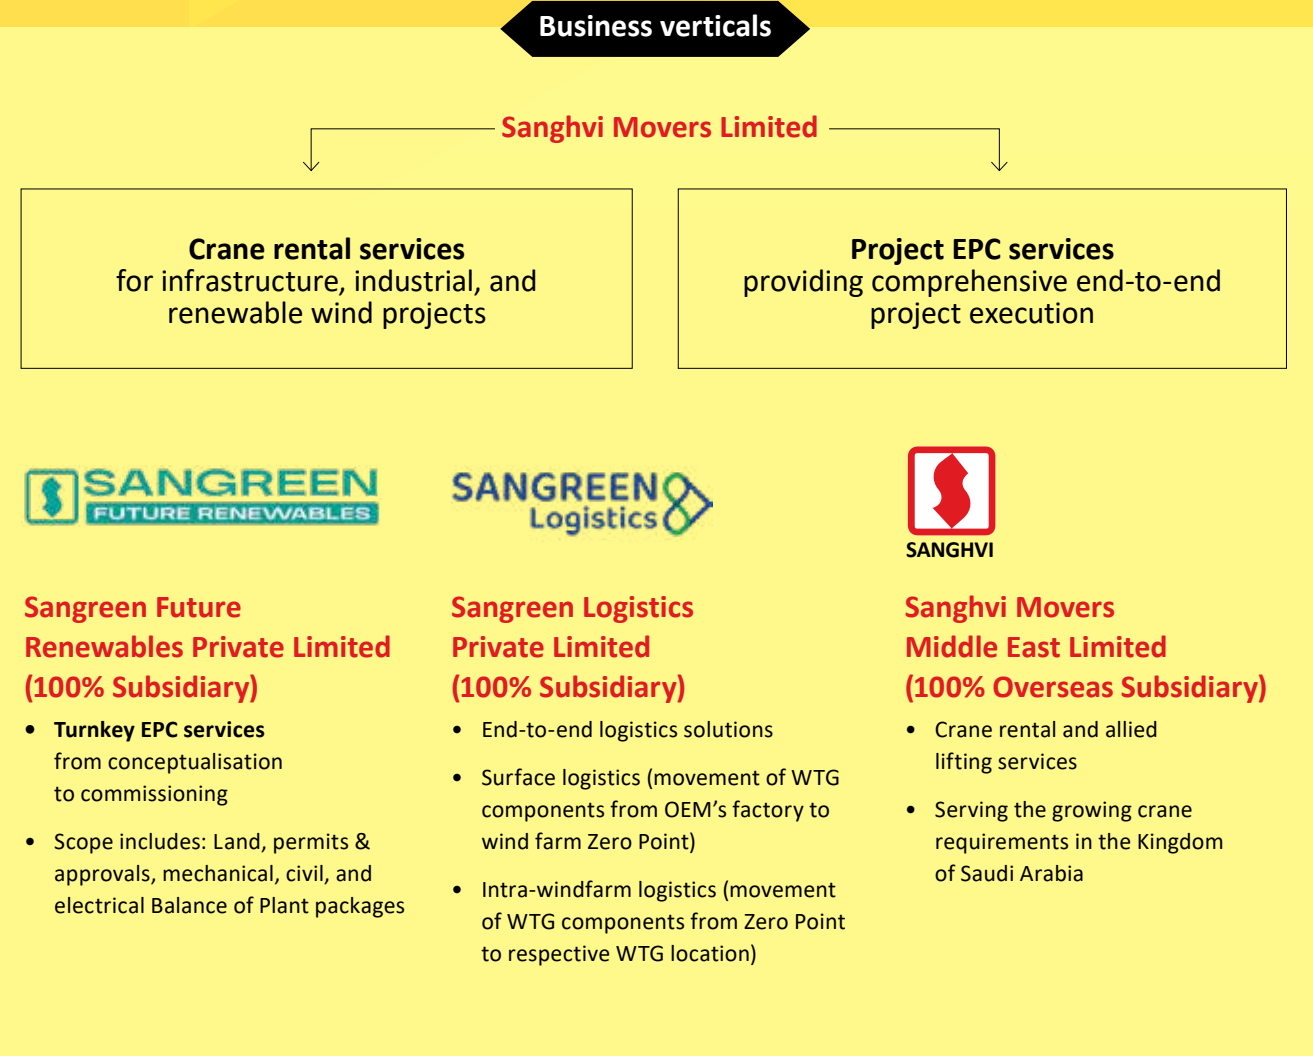 Business verticals
Sanghvi Movers Limited
Crane rental services
for infrastructure, industrial, and
renewable wind projects
Project EPC services
providing comprehensive end-to-end
project execution
SANGREEN
FUTURE RENEWABLES
SANGREEN
Logistics
SANGHVI
Sangreen Future
Renewables Private Limited
(100% Subsidiary)
• Turnkey EPC services
from conceptualisation
to commissioning
• Scope includes: Land, permits &
approvals, mechanical, civil, and
electrical Balance of Plant packages
Sangreen Logistics
Private Limited
(100% Subsidiary)
• End-to-end logistics solutions
• Surface logistics (movement of WTG
components from OEM’s factory to
wind farm Zero Point)
• Intra-windfarm logistics (movement
of WTG components from Zero Point
to respective WTG location)
Sanghvi Movers
Middle East Limited
(100% Overseas Subsidiary)
• Crane rental and allied
lifting services
• Serving the growing crane
requirements in the Kingdom
of Saudi Arabia